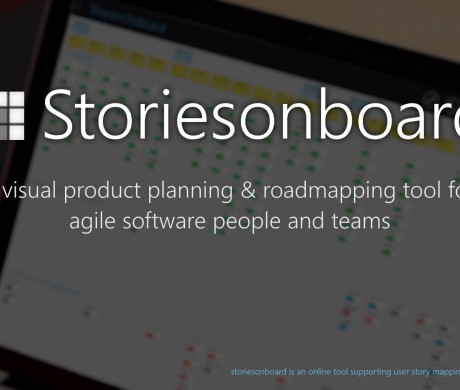 Storiesonboard
visual product planning & roadmapping tool fo
agile software people and teams
storiesonboard is an online tool supporting user story mappin